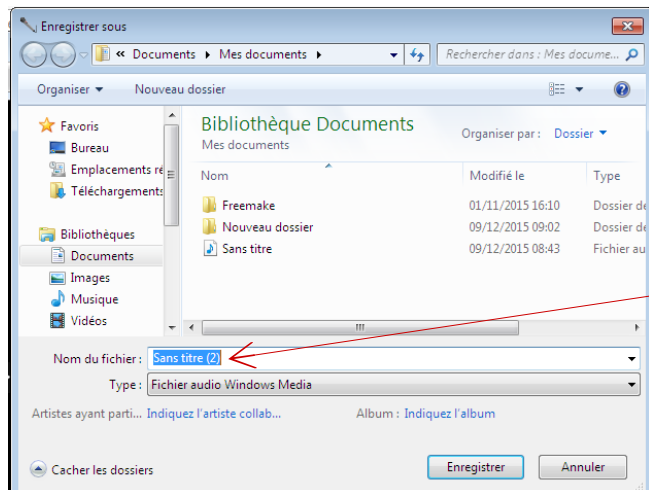 Enregistrer sous
« Documents ▸ Mes documents ▸
Rechercher dans : Mes docume...
Organiser ▼ Nouveau dossier
Favoris
Bureau
Emplacements ré
Téléchargements
Bibliothèques
Documents
Images
Musique
Vidéos
Bibliothèque Documents
Mes documents
Organiser par : Dossier ▼
Nom Modifié le Type
Freemake 01/11/2015 16:10 Dossier de
Nouveau dossier 09/12/2015 09:02 Dossier de
Sans titre 09/12/2015 08:43 Fichier au
Nom du fichier : Sans titre (2)
Type : Fichier audio Windows Media
Artistes ayant parti... Indiquez l'artiste collab... Album : Indiquez l'album
Cacher les dossiers Enregistrer Annuler